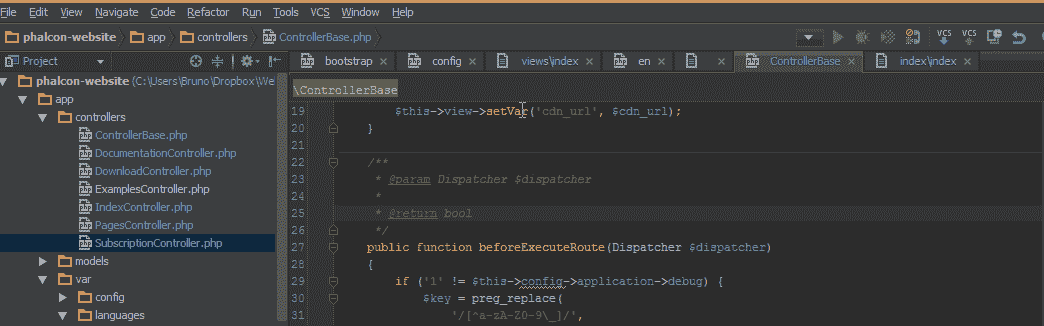 File Edit View Navigate Code Refactor Run Tools VCS Window Help
phalcon-website app controllers ControllerBase.php VCS VCS
Project bootstrap config views\index en ControllerBase index\index
phalcon-website (C:\Users\Bruno\Dropbox\We
app
controllers
ControllerBase.php
DocumentationController.php
DownloadController.php
ExamplesController.php
IndexController.php
PagesController.php
SubscriptionController.php
models
var
config
languages
\ControllerBase
19 $this->view->setVar('cdn_url', $cdn_url);
20 }
21
22 /**
23 * @param Dispatcher $dispatcher
24 *
25 * @return bool
26 */
27 public function beforeExecuteRoute(Dispatcher $dispatcher)
28 {
29 if ('1' != $this->config->application->debug) {
30 $key = preg_replace(
31 '/[^a-zA-Z0-9\_]/',